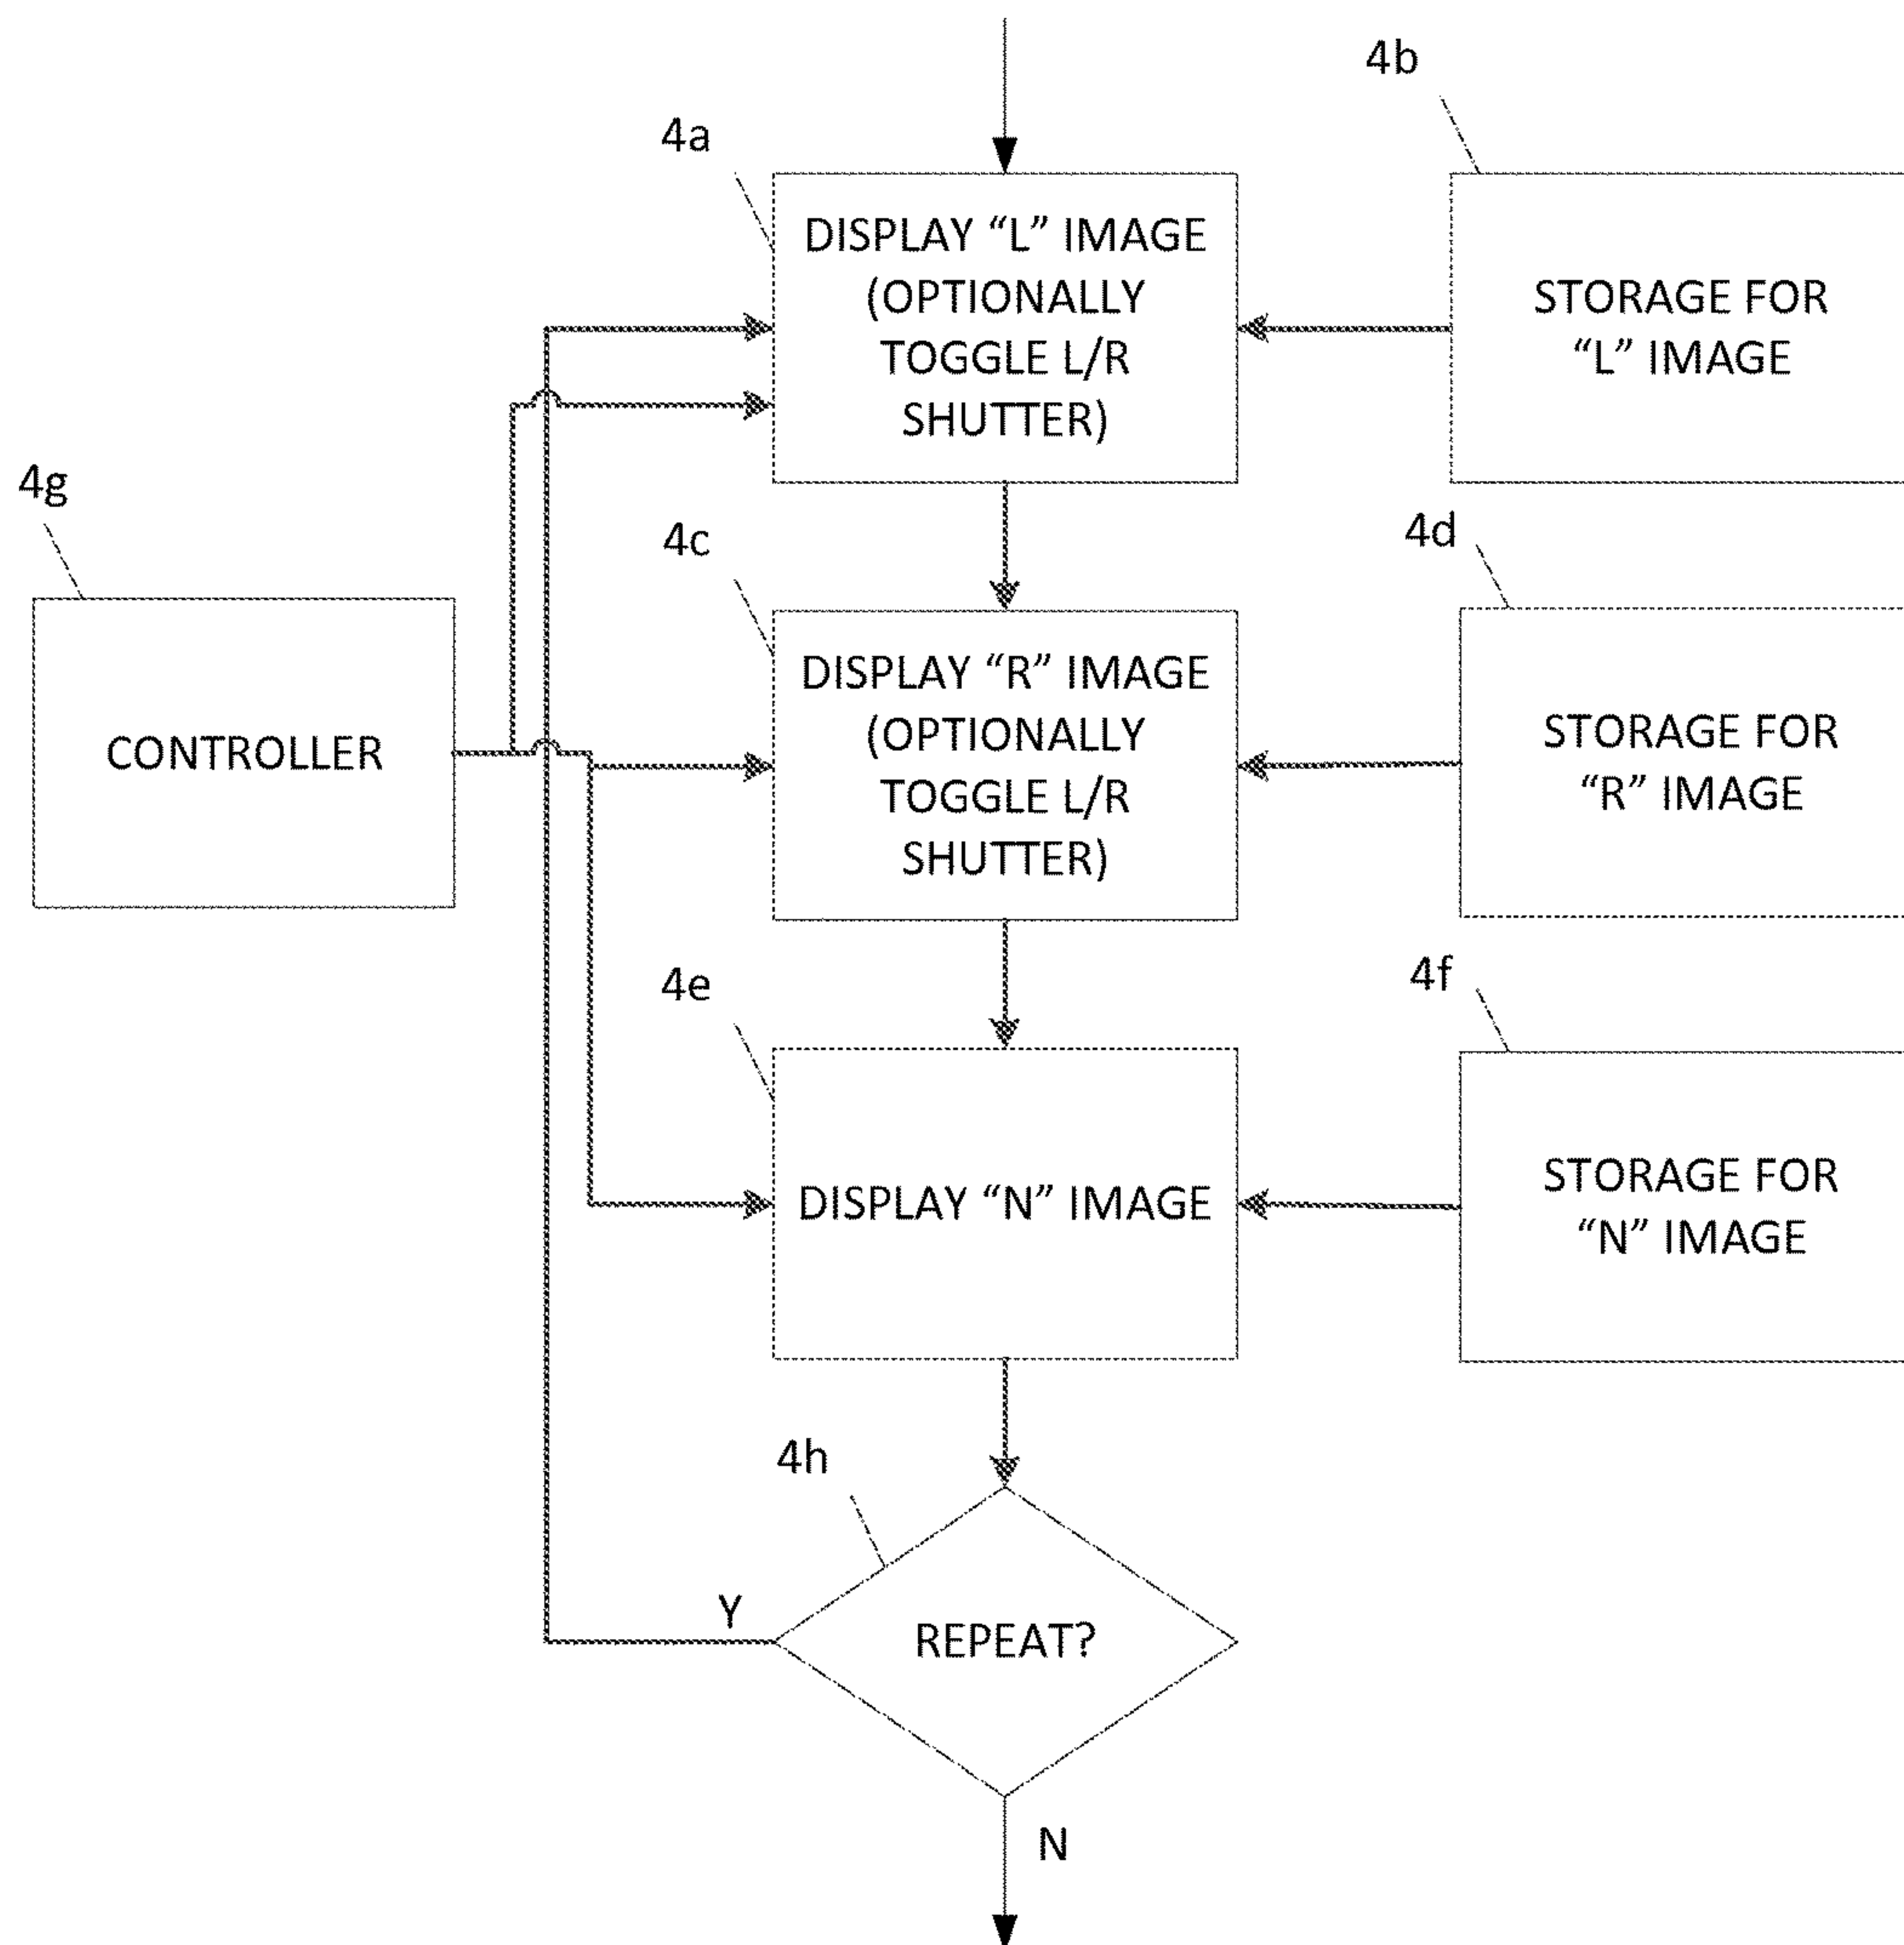 4b
4a
DISPLAY “L” IMAGE
(OPTIONALLY
TOGGLE L/R
SHUTTER)
STORAGE FOR
“L” IMAGE
4g
4c
4d
CONTROLLER
DISPLAY “R” IMAGE
(OPTIONALLY
TOGGLE L/R
SHUTTER)
STORAGE FOR
“R” IMAGE
4e
4f
DISPLAY “N” IMAGE
STORAGE FOR
“N” IMAGE
4h
Y
REPEAT?
N